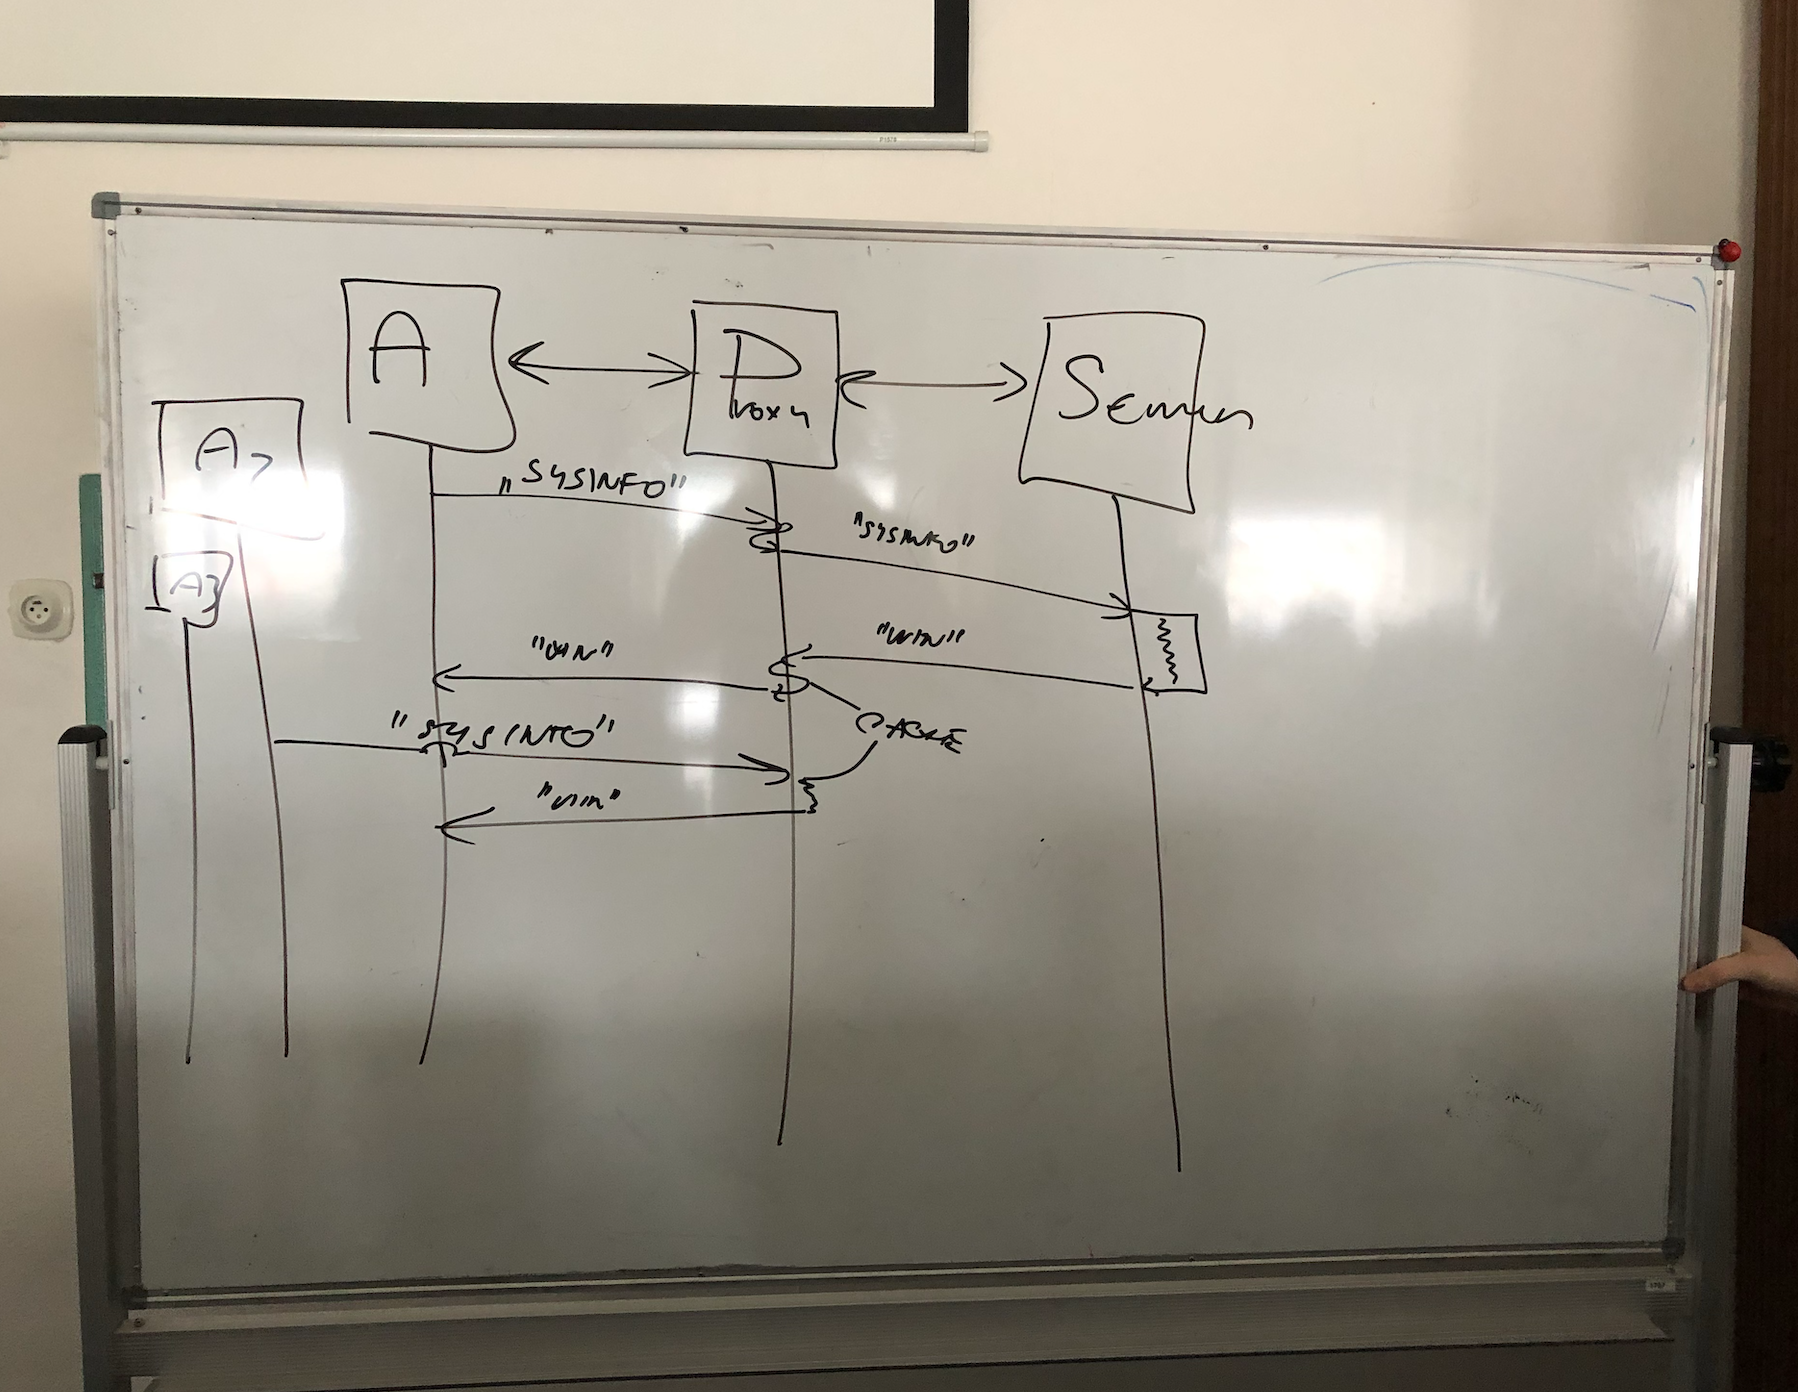 A
Proxy
Server
A2
A3
„SYSINFO"
"SYSINFO"
"WIN"
"WIN"
"SYSINFO"
CACHE
"WIN"